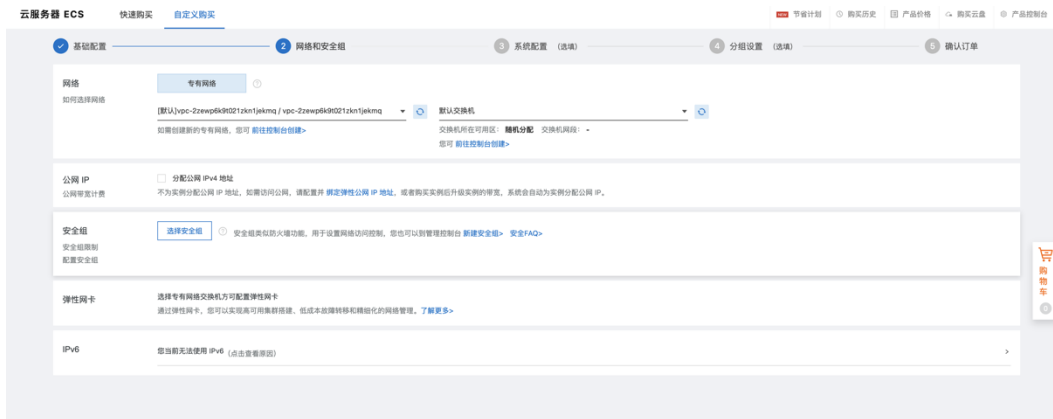 云服务器 ECS 快速购买 自定义购买 NEW 节省计划 购买历史 产品价格 购买云盘 产品控制台
基础配置 2 网络和安全组 3 系统配置 (选填) 4 分组设置 (选填) 5 确认订单
网络
如何选择网络
专有网络
[默认]vpc-2zewp6k9t021zkn1jekmq / vpc-2zewp6k9t021zkn1jekmq
默认交换机
如需创建新的专有网络，您可 前往控制台创建>
交换机所在可用区： 随机分配 交换机网段： -
您可 前往控制台创建>
公网 IP
公网带宽计费
分配公网 IPv4 地址
不为实例分配公网 IP 地址，如需访问公网，请配置并 绑定弹性公网 IP 地址，或者购买实例后升级实例的带宽，系统会自动为实例分配公网 IP。
安全组
安全组限制
配置安全组
选择安全组
安全组类似防火墙功能，用于设置网络访问控制，您也可以到管理控制台 新建安全组> 安全FAQ>
弹性网卡
选择专有网络交换机方可配置弹性网卡
通过弹性网卡，您可以实现高可用集群搭建、低成本故障转移和精细化的网络管理。了解更多>
IPv6
您当前无法使用 IPv6 (点击查看原因)
购物车
0